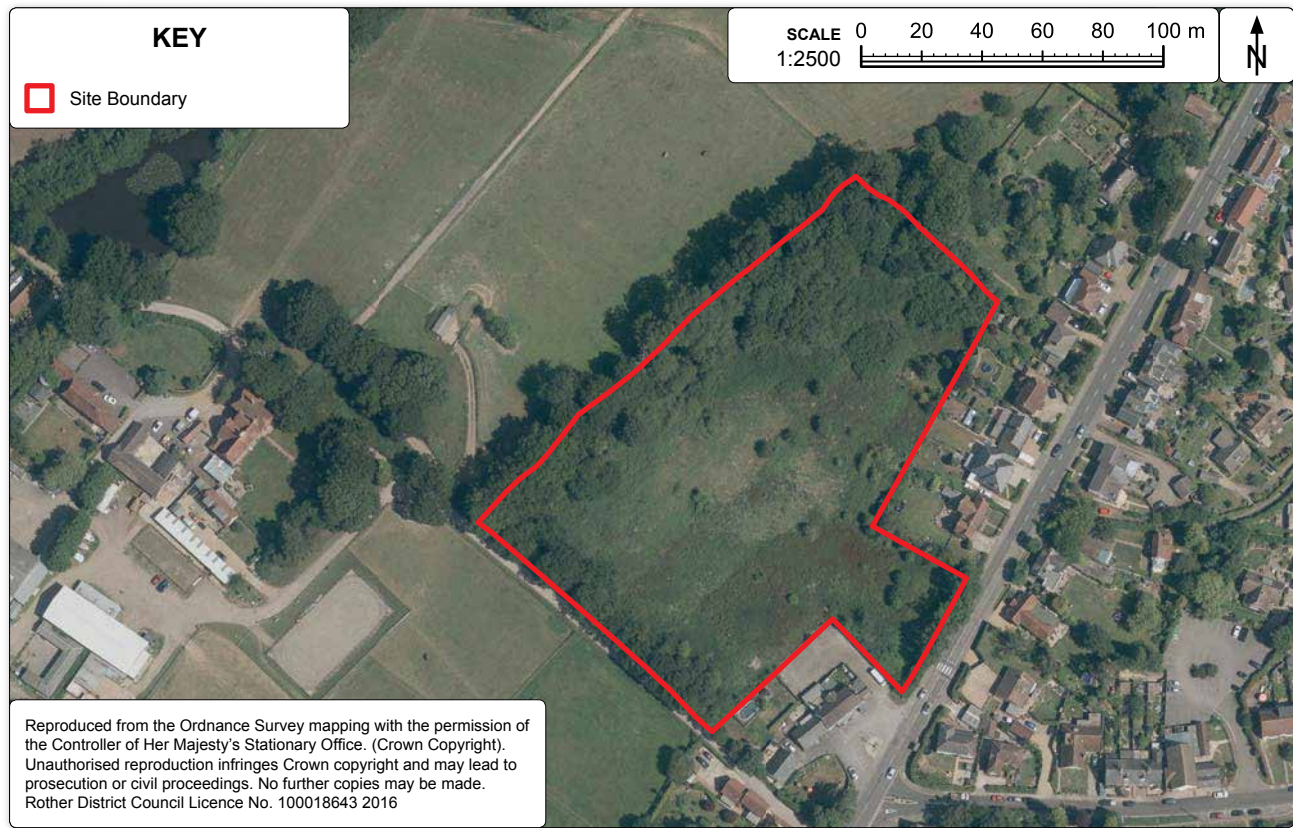 KEY
Site Boundary
SCALE 0 20 40 60 80 100 m
1:2500
N
Reproduced from the Ordnance Survey mapping with the permission of
the Controller of Her Majesty's Stationary Office. (Crown Copyright).
Unauthorised reproduction infringes Crown copyright and may lead to
prosecution or civil proceedings. No further copies may be made.
Rother District Council Licence No. 100018643 2016